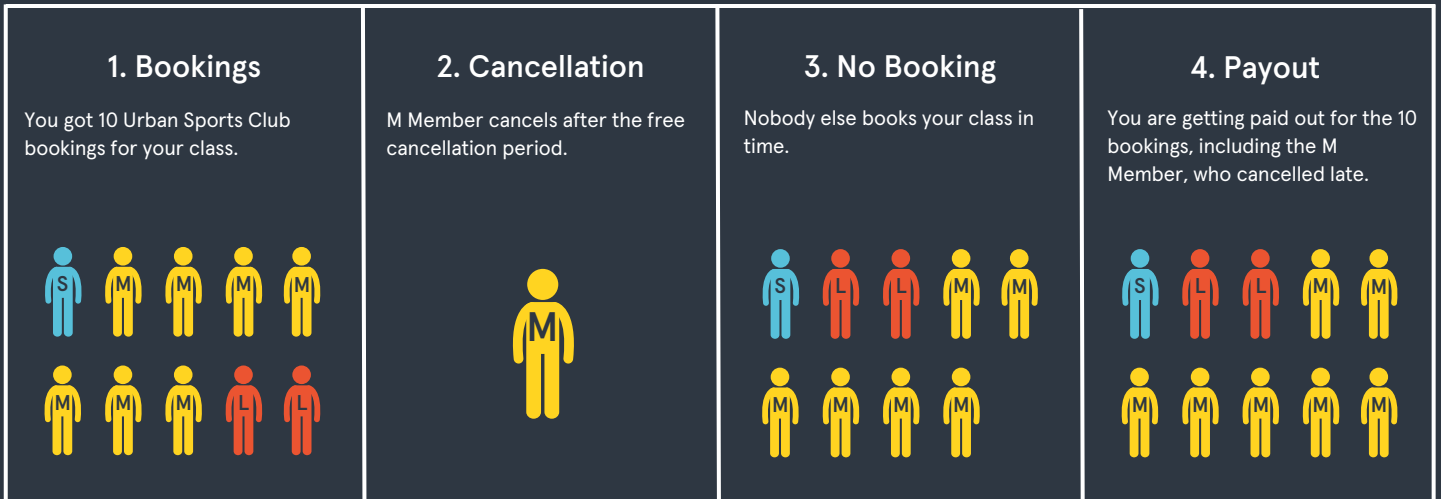 1. Bookings
You got 10 Urban Sports Club
bookings for your class.
S M M M M
M M M L L
2. Cancellation
M Member cancels after the free
cancellation period.
M
3. No Booking
Nobody else books your class in
time.
S L L M M
M M M M
4. Payout
You are getting paid out for the 10
bookings, including the M
Member, who cancelled late.
S L L M M
M M M M M